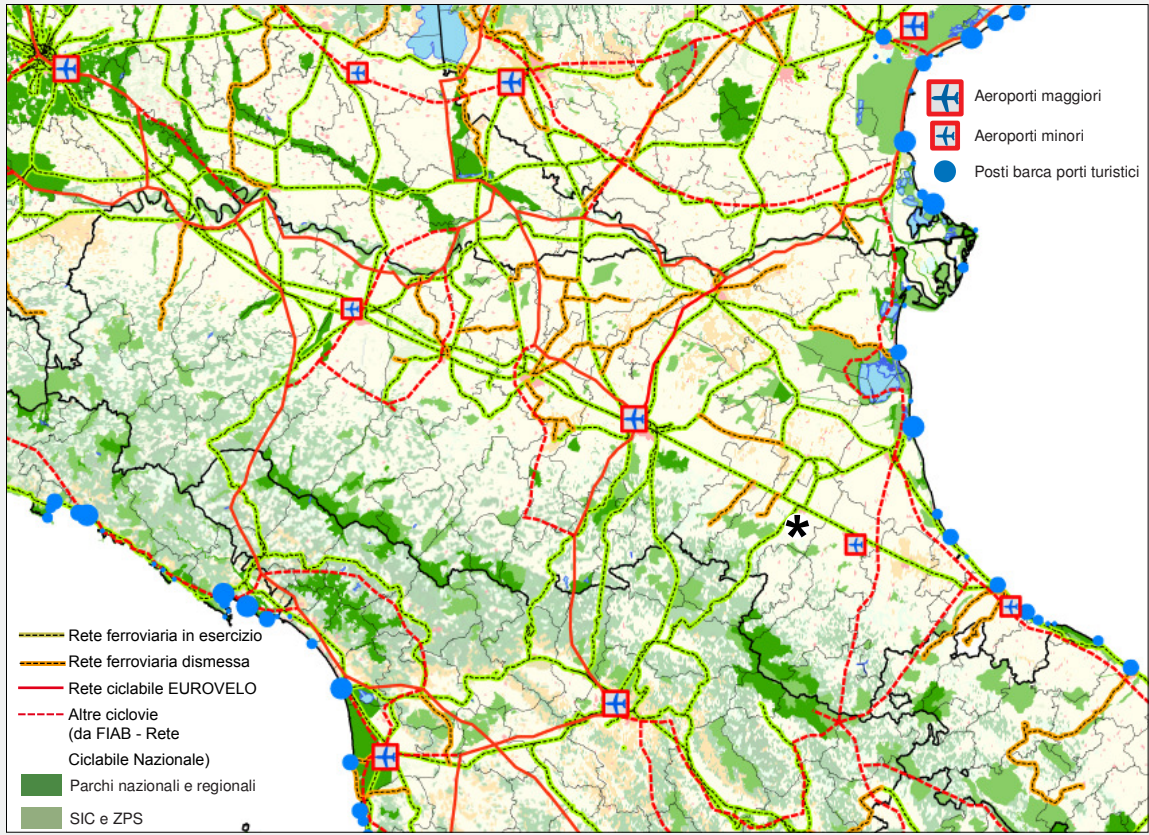 Aeroporti maggiori
Aeroporti minori
Posti barca porti turistici
*
Rete ferroviaria in esercizio
Rete ferroviaria dismessa
Rete ciclabile EUROVELO
Altre ciclovie
(da FIAB - Rete
Ciclabile Nazionale)
Parchi nazionali e regionali
SIC e ZPS